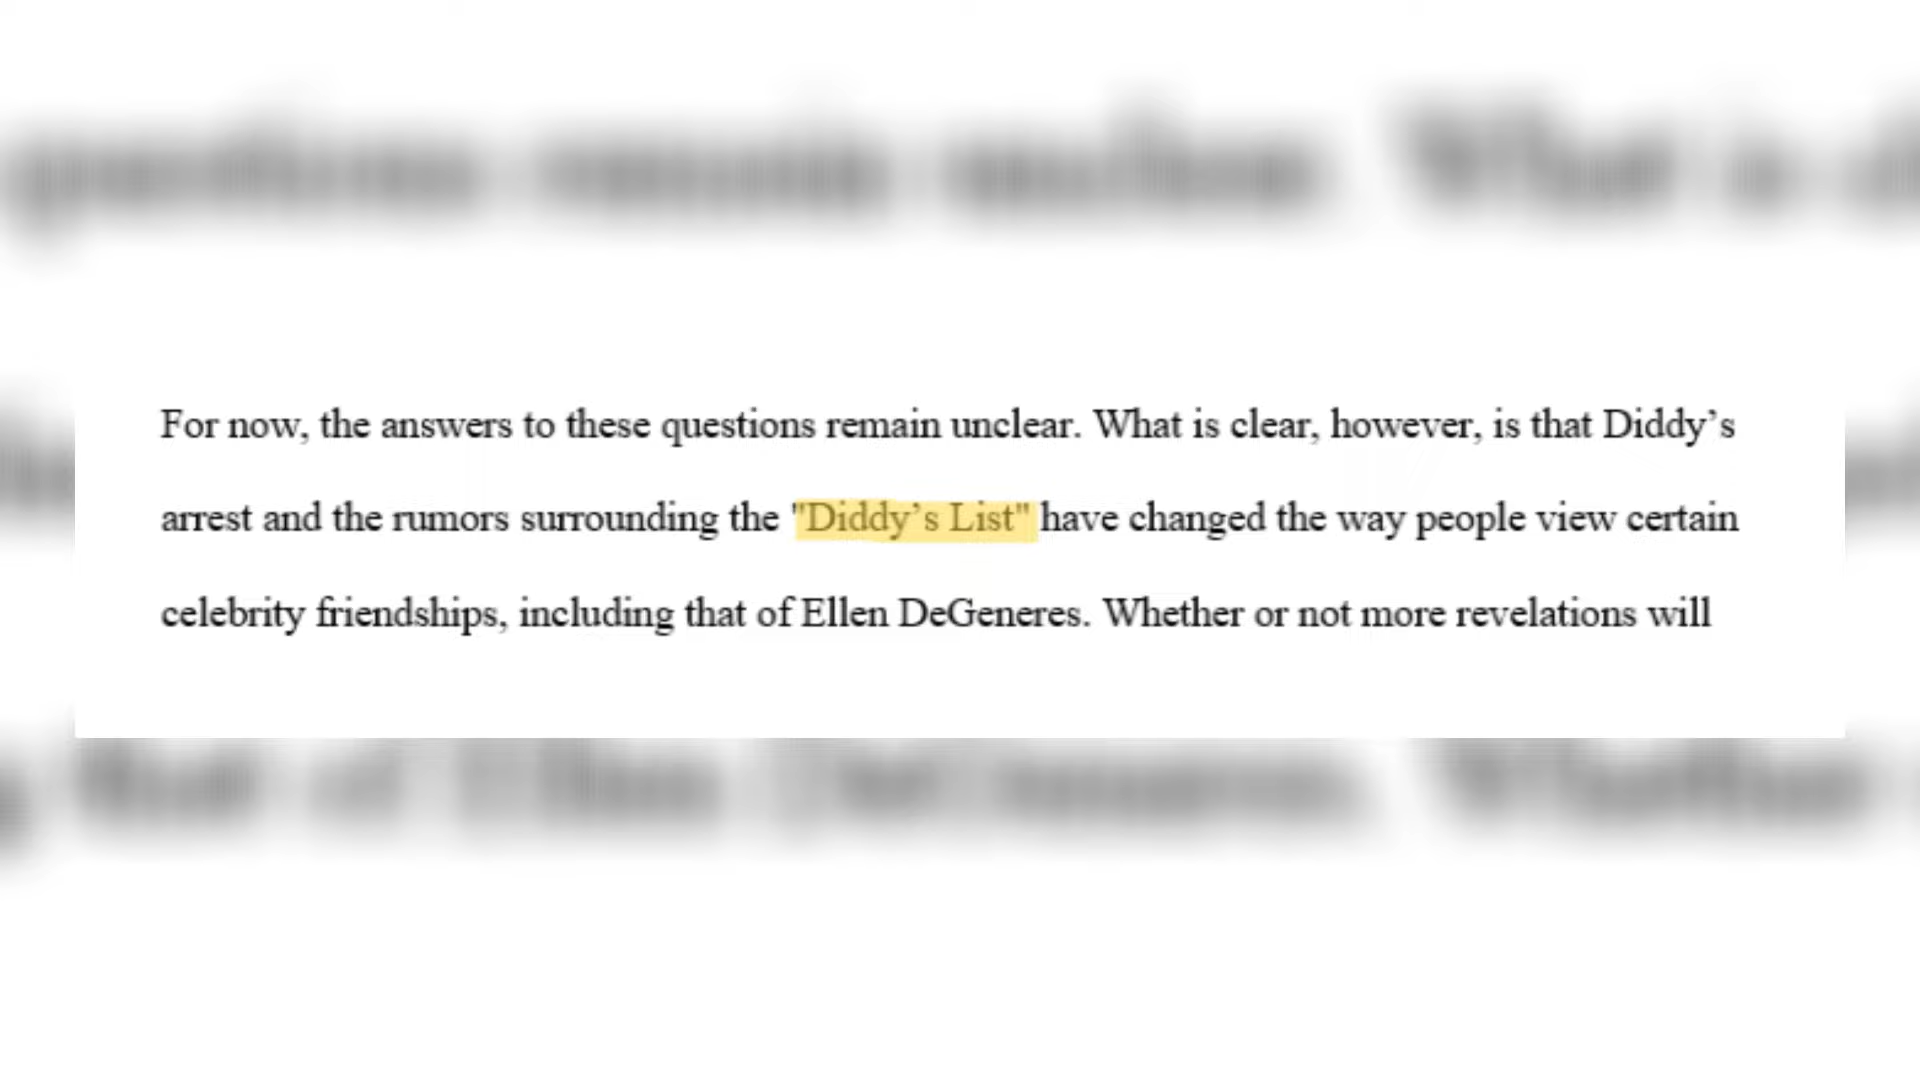 For now, the answers to these questions remain unclear. What is clear, however, is that Diddy’s
arrest and the rumors surrounding the "Diddy’s List" have changed the way people view certain
celebrity friendships, including that of Ellen DeGeneres. Whether or not more revelations will